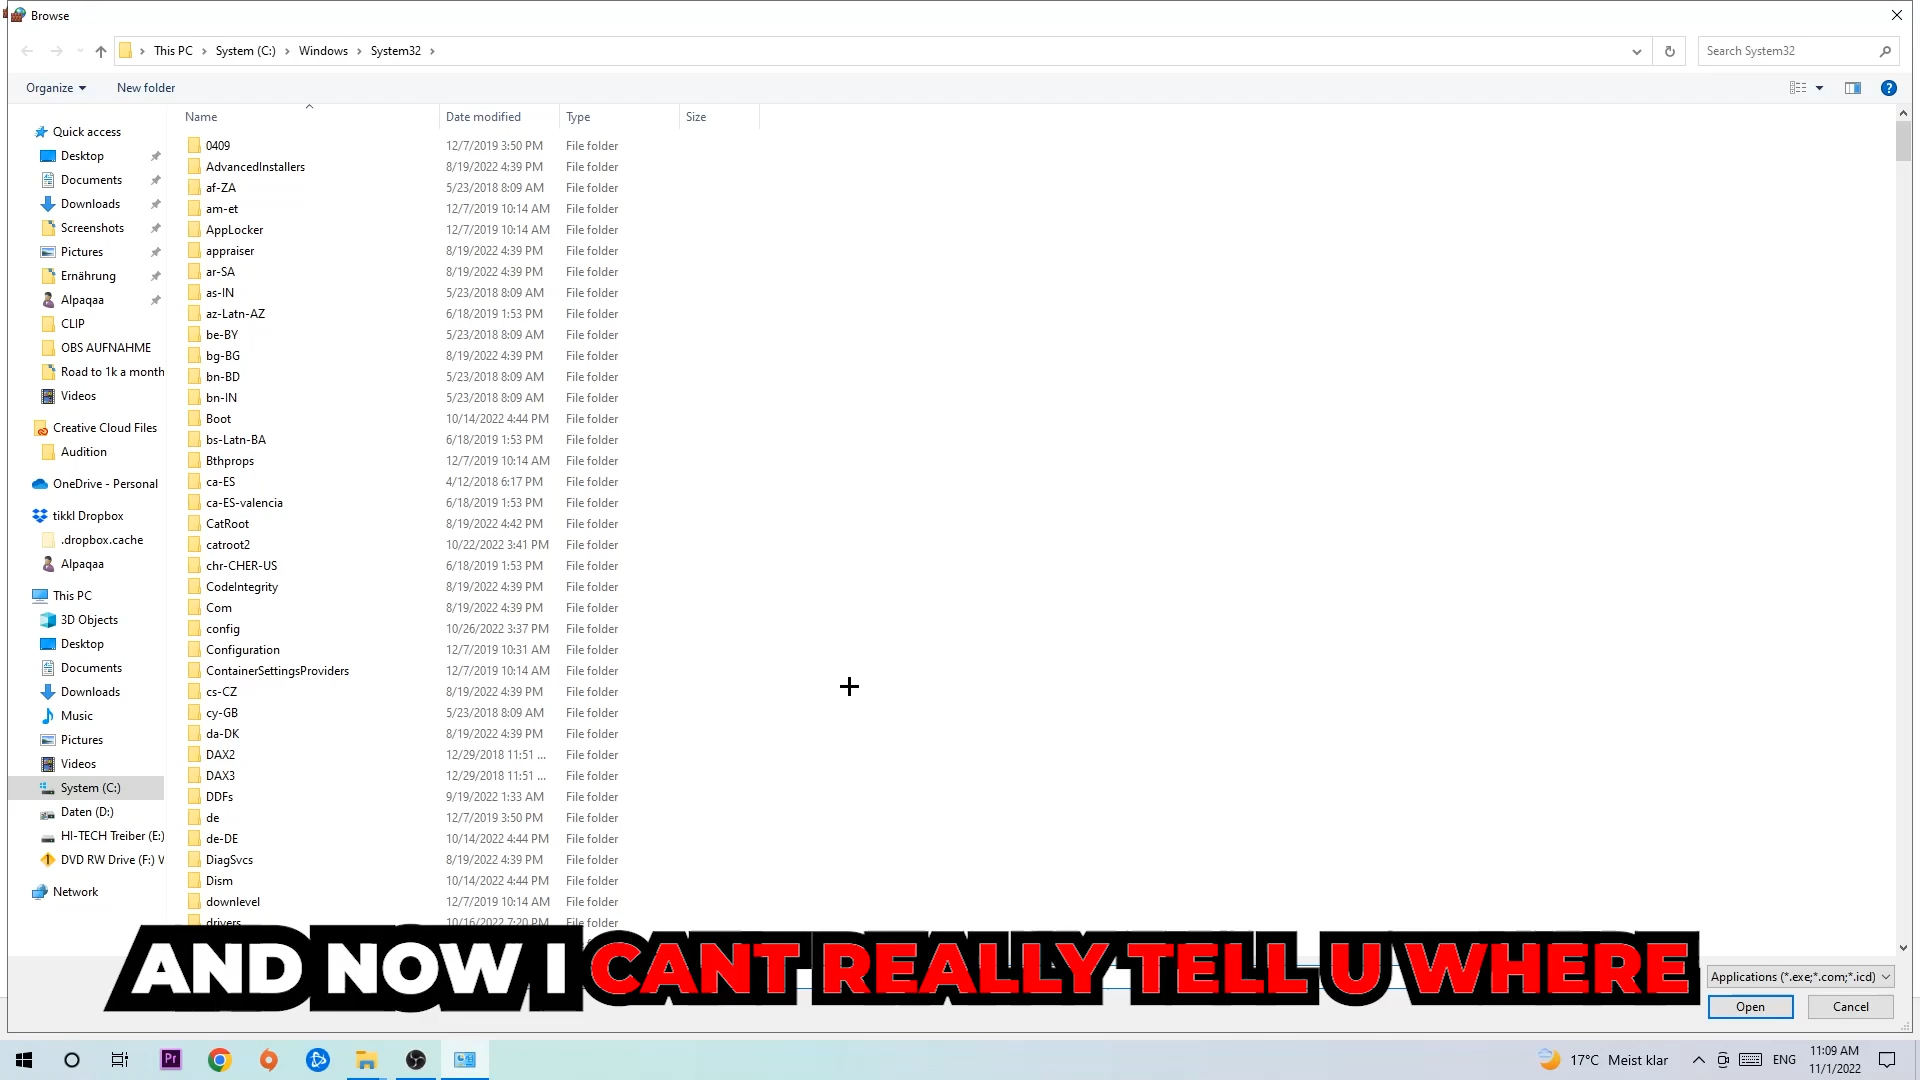 Browse
This PC System (C:) Windows System32
Search System32
Organize New folder
Name Date modified Type Size
Quick access
Desktop
Documents
Downloads
Screenshots
Pictures
Ernährung
Alpaqaa
CLIP
OBS AUFNAHME
Road to 1k a month
Videos
Creative Cloud Files
Audition
OneDrive - Personal
tikkl Dropbox
.dropbox.cache
Alpaqaa
This PC
3D Objects
Desktop
Documents
Downloads
Music
Pictures
Videos
System (C:)
Daten (D:)
HI-TECH Treiber (E:)
DVD RW Drive (F:) V
Network
0409 12/7/2019 3:50 PM File folder
AdvancedInstallers 8/19/2022 4:39 PM File folder
af-ZA 5/23/2018 8:09 AM File folder
am-et 12/7/2019 10:14 AM File folder
AppLocker 12/7/2019 10:14 AM File folder
appraiser 8/19/2022 4:39 PM File folder
ar-SA 8/19/2022 4:39 PM File folder
as-IN 5/23/2018 8:09 AM File folder
az-Latn-AZ 6/18/2019 1:53 PM File folder
be-BY 5/23/2018 8:09 AM File folder
bg-BG 8/19/2022 4:39 PM File folder
bn-BD 5/23/2018 8:09 AM File folder
bn-IN 5/23/2018 8:09 AM File folder
Boot 10/14/2022 4:44 PM File folder
bs-Latn-BA 6/18/2019 1:53 PM File folder
Bthprops 12/7/2019 10:14 AM File folder
ca-ES 4/12/2018 6:17 PM File folder
ca-ES-valencia 6/18/2019 1:53 PM File folder
CatRoot 8/19/2022 4:42 PM File folder
catroot2 10/22/2022 3:41 PM File folder
chr-CHER-US 6/18/2019 1:53 PM File folder
CodeIntegrity 8/19/2022 4:39 PM File folder
Com 8/19/2022 4:39 PM File folder
config 10/26/2022 3:37 PM File folder
Configuration 12/7/2019 10:31 AM File folder
ContainerSettingsProviders 12/7/2019 10:14 AM File folder
cs-CZ 8/19/2022 4:39 PM File folder
cy-GB 5/23/2018 8:09 AM File folder
da-DK 8/19/2022 4:39 PM File folder
DAX2 12/29/2018 11:51 ... File folder
DAX3 12/29/2018 11:51 ... File folder
DDFs 9/19/2022 1:33 AM File folder
de 12/7/2019 3:50 PM File folder
de-DE 10/14/2022 4:44 PM File folder
DiagSvcs 8/19/2022 4:39 PM File folder
Dism 10/14/2022 4:44 PM File folder
downlevel 12/7/2019 10:14 AM File folder
drivers 10/16/2022 7:20 PM File folder
AND NOW I CANT REALLY TELL U WHERE
Applications (*.exe;*.com;*.icd)
Open Cancel
Pr
17°C Meist klar ENG 11:09 AM
11/1/2022